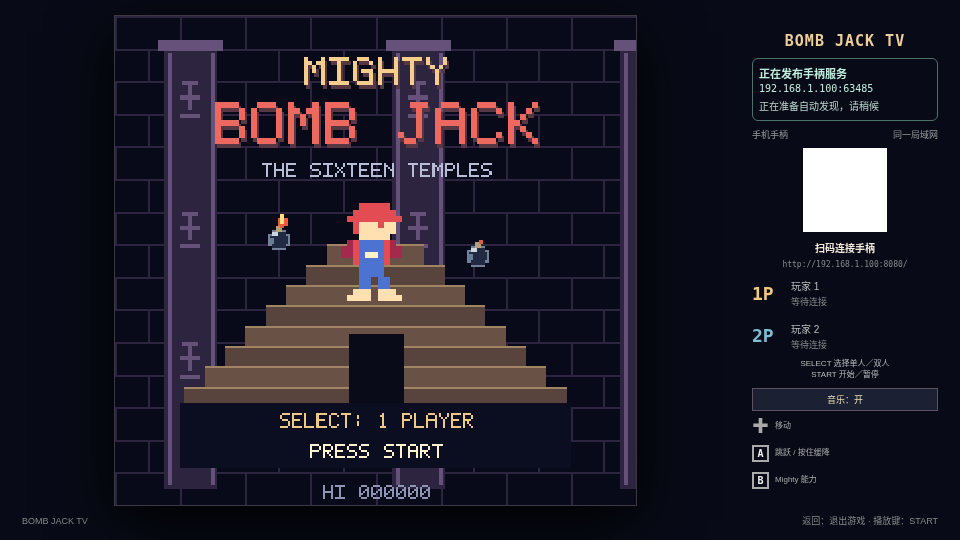 MIGHTY
BOMB JACK
THE SIXTEEN TEMPLES
SELECT: 1 PLAYER
PRESS START
HI 000000
BOMB JACK TV
正在发布手柄服务
192.168.1.100:63485
正在准备自动发现，请稍候
手机手柄 同一局域网
扫码连接手柄
http://192.168.1.100:8080/
1P 玩家 1
等待连接
2P 玩家 2
等待连接
SELECT 选择单人／双人
START 开始／暂停
音乐：开
移动
A 跳跃 / 按住缓降
B Mighty 能力
BOMB JACK TV
返回：退出游戏 · 播放键：START